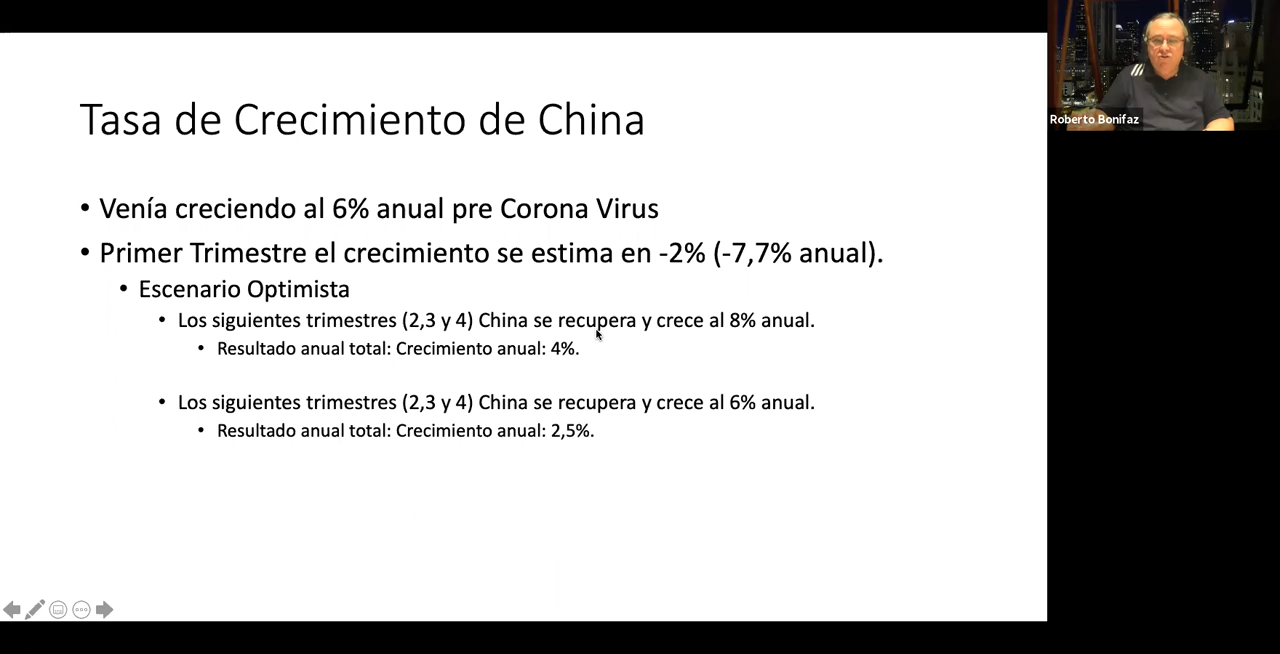 Tasa de Crecimiento de China
• Venía creciendo al 6% anual pre Corona Virus
• Primer Trimestre el crecimiento se estima en -2% (-7,7% anual).
• Escenario Optimista
• Los siguientes trimestres (2,3 y 4) China se recupera y crece al 8% anual.
• Resultado anual total: Crecimiento anual: 4%.
• Los siguientes trimestres (2,3 y 4) China se recupera y crece al 6% anual.
• Resultado anual total: Crecimiento anual: 2,5%.
Roberto Bonifaz